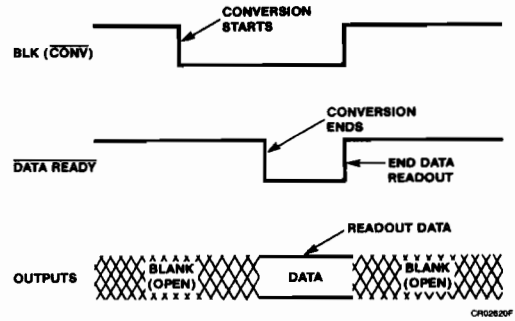 CONVERSION
STARTS
BLK (CONV)
CONVERSION
ENDS
DATA READY
END DATA
READOUT
READOUT DATA
OUTPUTS
BLANK
(OPEN)
DATA
BLANK
(OPEN)
CR02820F